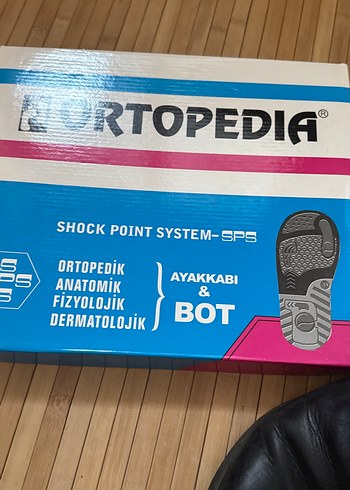 ORTOPEDIA®
SHOCK POINT SYSTEM-SPS
ORTOPEDİK
ANATOMİK
FİZYOLOJİK
DERMATOLOJİK
AYAKKABI
&
BOT